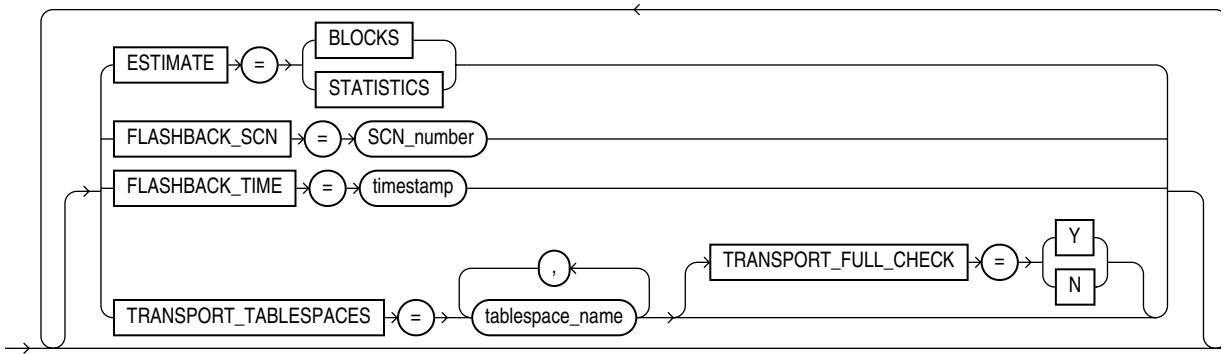 ESTIMATE = BLOCKS
STATISTICS
FLASHBACK_SCN = SCN_number
FLASHBACK_TIME = timestamp
, TRANSPORT_FULL_CHECK = Y
N
TRANSPORT_TABLESPACES = tablespace_name